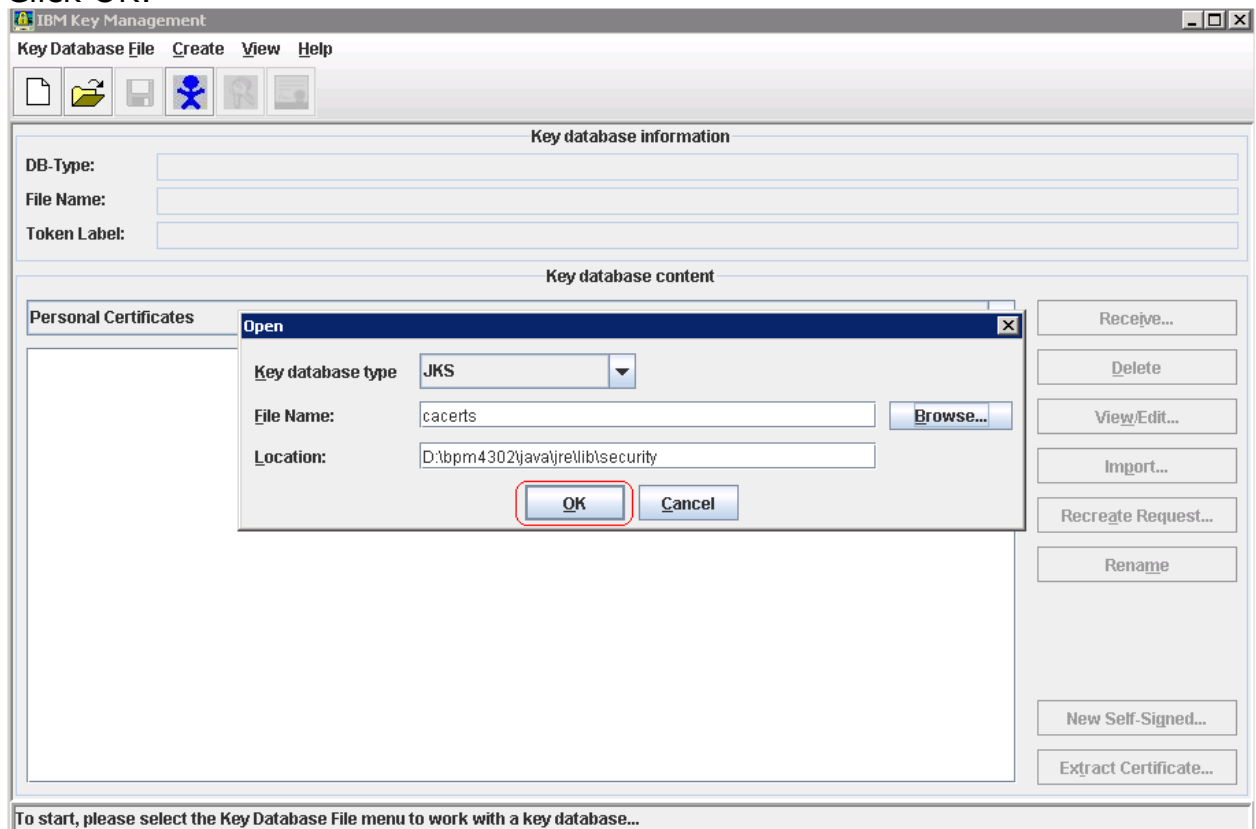 Click OK.
IBM Key Management
Key Database File Create View Help
Key database information
DB-Type:
File Name:
Token Label:
Key database content
Personal Certificates
Receive...
Open
Key database type JKS
Delete
File Name: cacerts Browse...
View/Edit...
Location: D:\bpm4302\java\jre\lib\security
Import...
OK Cancel
Recreate Request...
Rename
New Self-Signed...
Extract Certificate...
To start, please select the Key Database File menu to work with a key database...